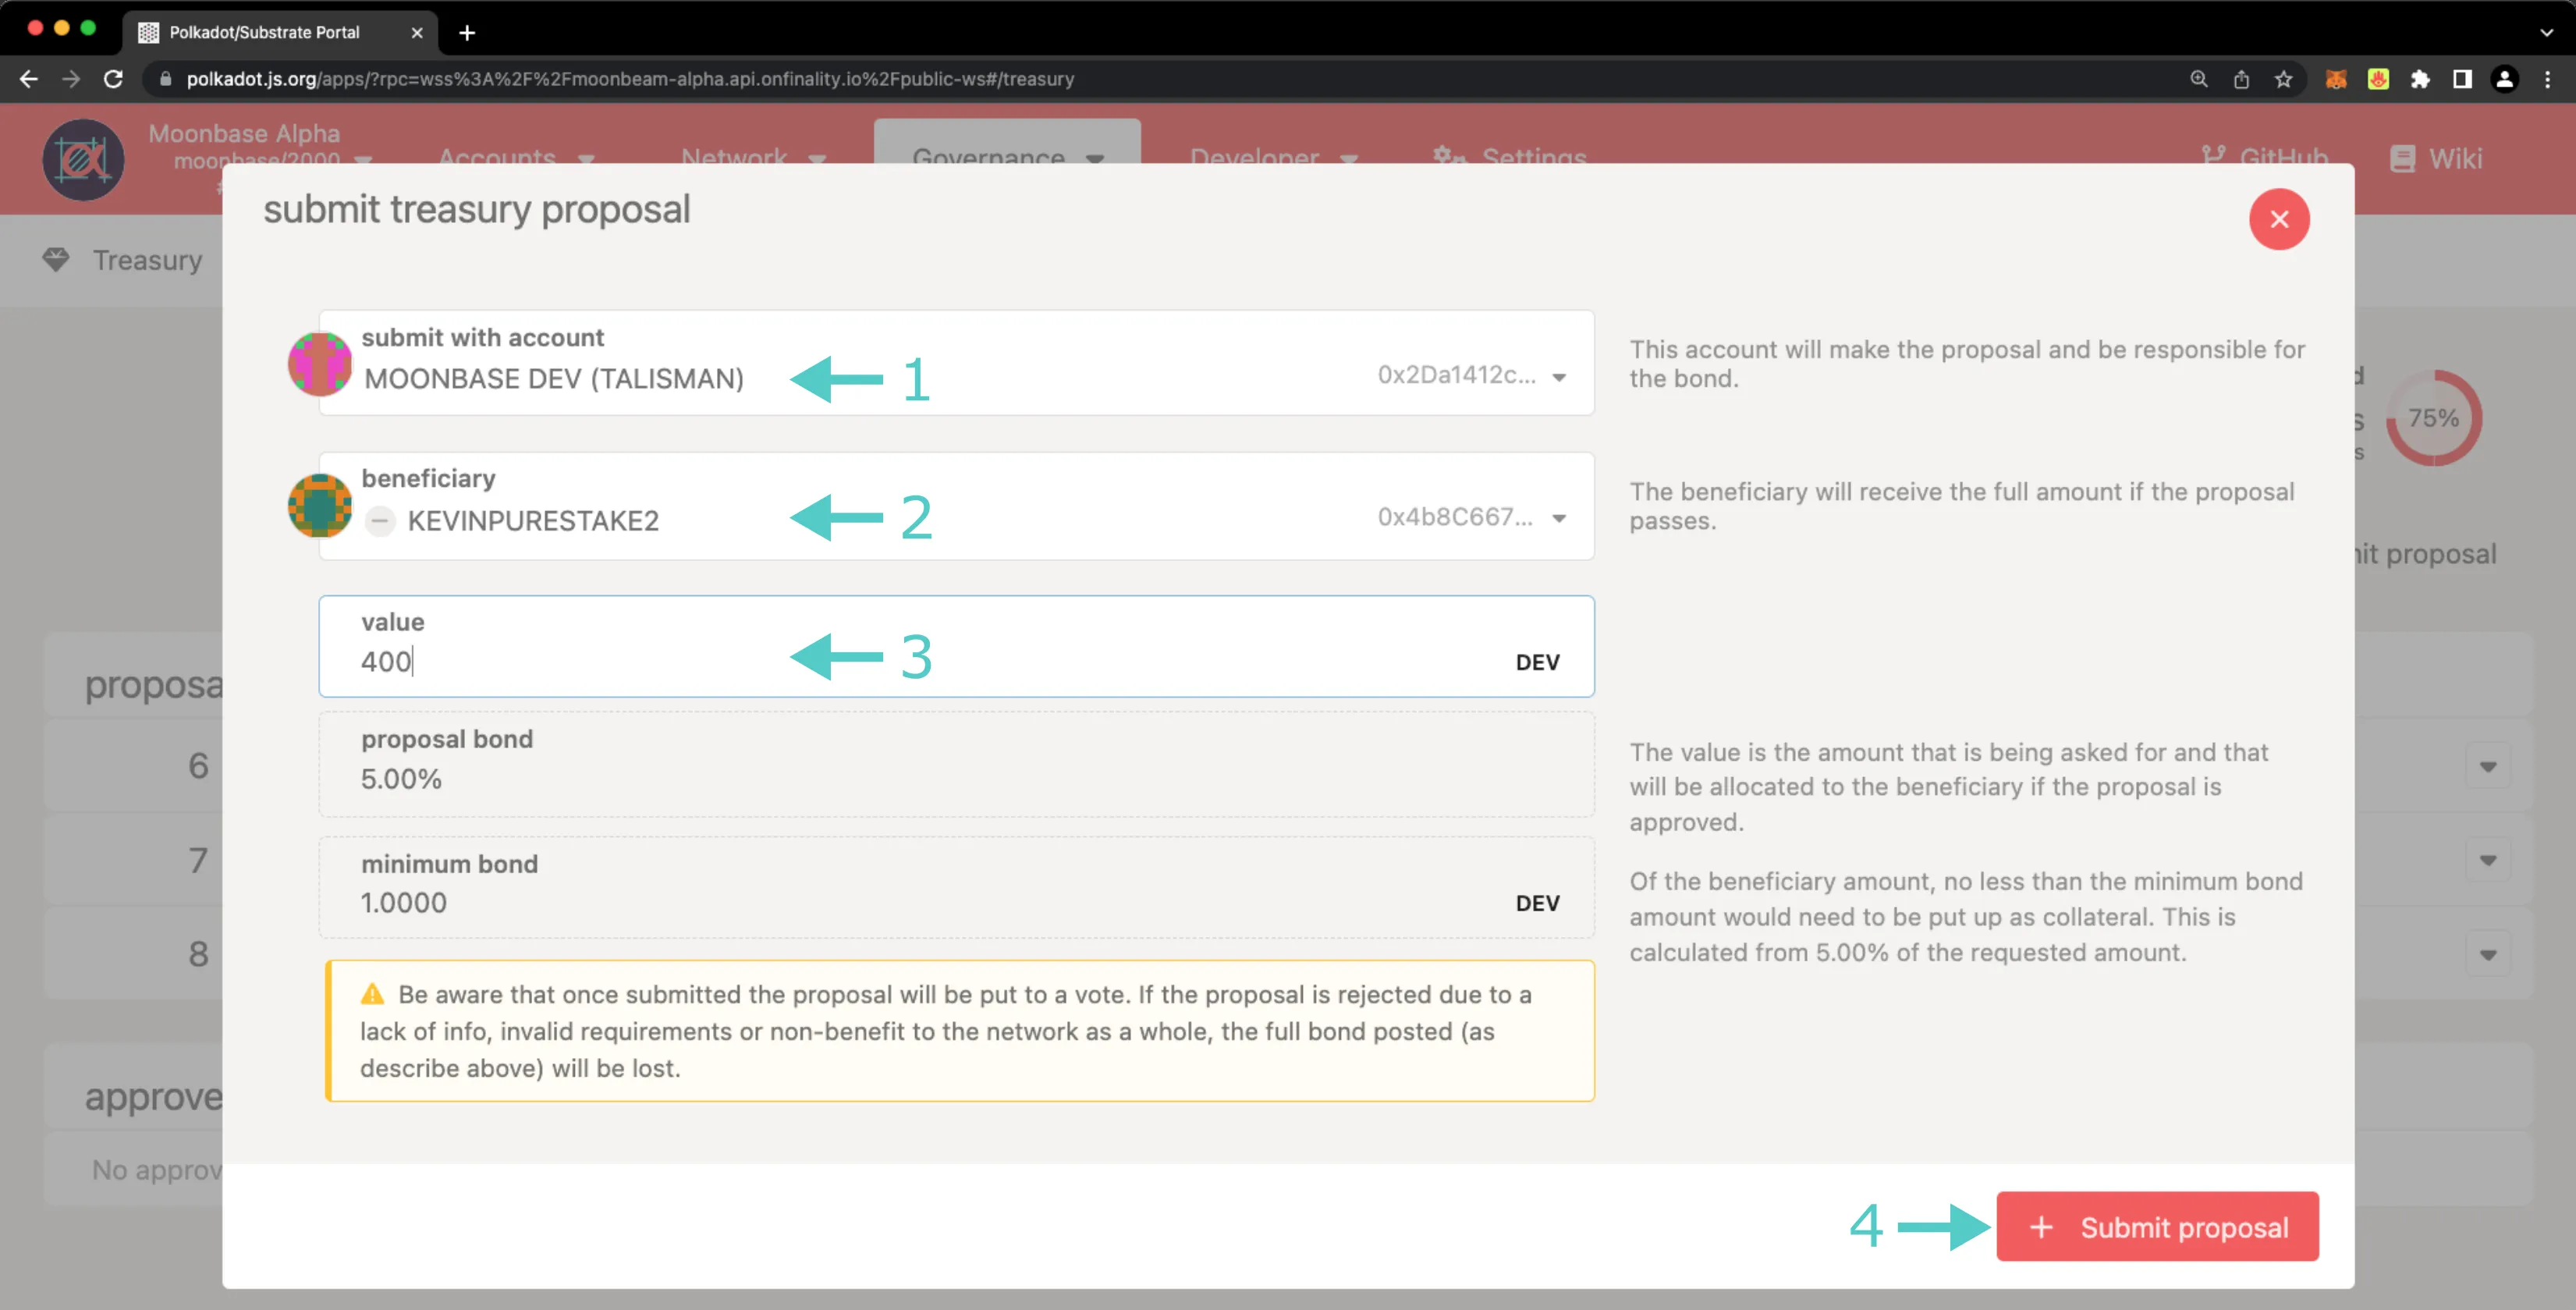 Polkadot/Substrate Portal
polkadot.js.org/apps/?rpc=wss%3A%2F%2Fmoonbeam-alpha.api.onfinality.io%2Fpublic-ws#/treasury
Moonbase Alpha
moonbase/2000
Accounts
Network
Governance
Developer
Settings
GitHub
Wiki
Treasury
submit treasury proposal
submit with account
MOONBASE DEV (TALISMAN)
1
0x2Da1412c...
This account will make the proposal and be responsible for
the bond.
75%
beneficiary
KEVINPURESTAKE2
2
0x4b8C667...
The beneficiary will receive the full amount if the proposal
passes.
proposal
value
400
3
DEV
proposal bond
5.00%
The value is the amount that is being asked for and that
will be allocated to the beneficiary if the proposal is
approved.
minimum bond
1.0000
DEV
Of the beneficiary amount, no less than the minimum bond
amount would need to be put up as collateral. This is
calculated from 5.00% of the requested amount.
6
7
8
⚠ Be aware that once submitted the proposal will be put to a vote. If the proposal is rejected due to a
lack of info, invalid requirements or non-benefit to the network as a whole, the full bond posted (as
describe above) will be lost.
No
4
+ Submit proposal